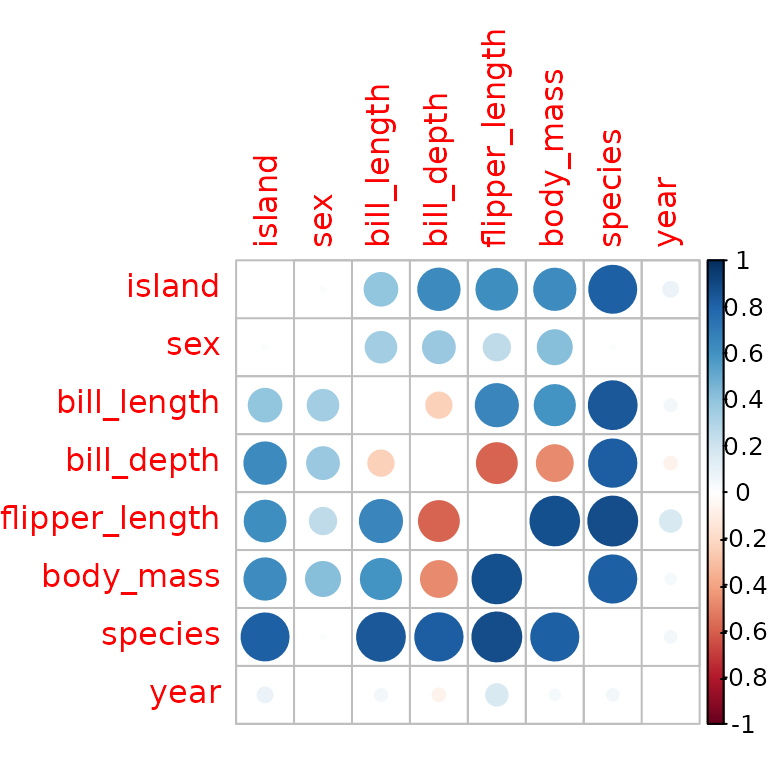 island
sex
bill_length
bill_depth
flipper_length
body_mass
species
year
island
sex
bill_length
bill_depth
flipper_length
body_mass
species
year
1
0.8
0.6
0.4
0.2
0
-0.2
-0.4
-0.6
-0.8
-1